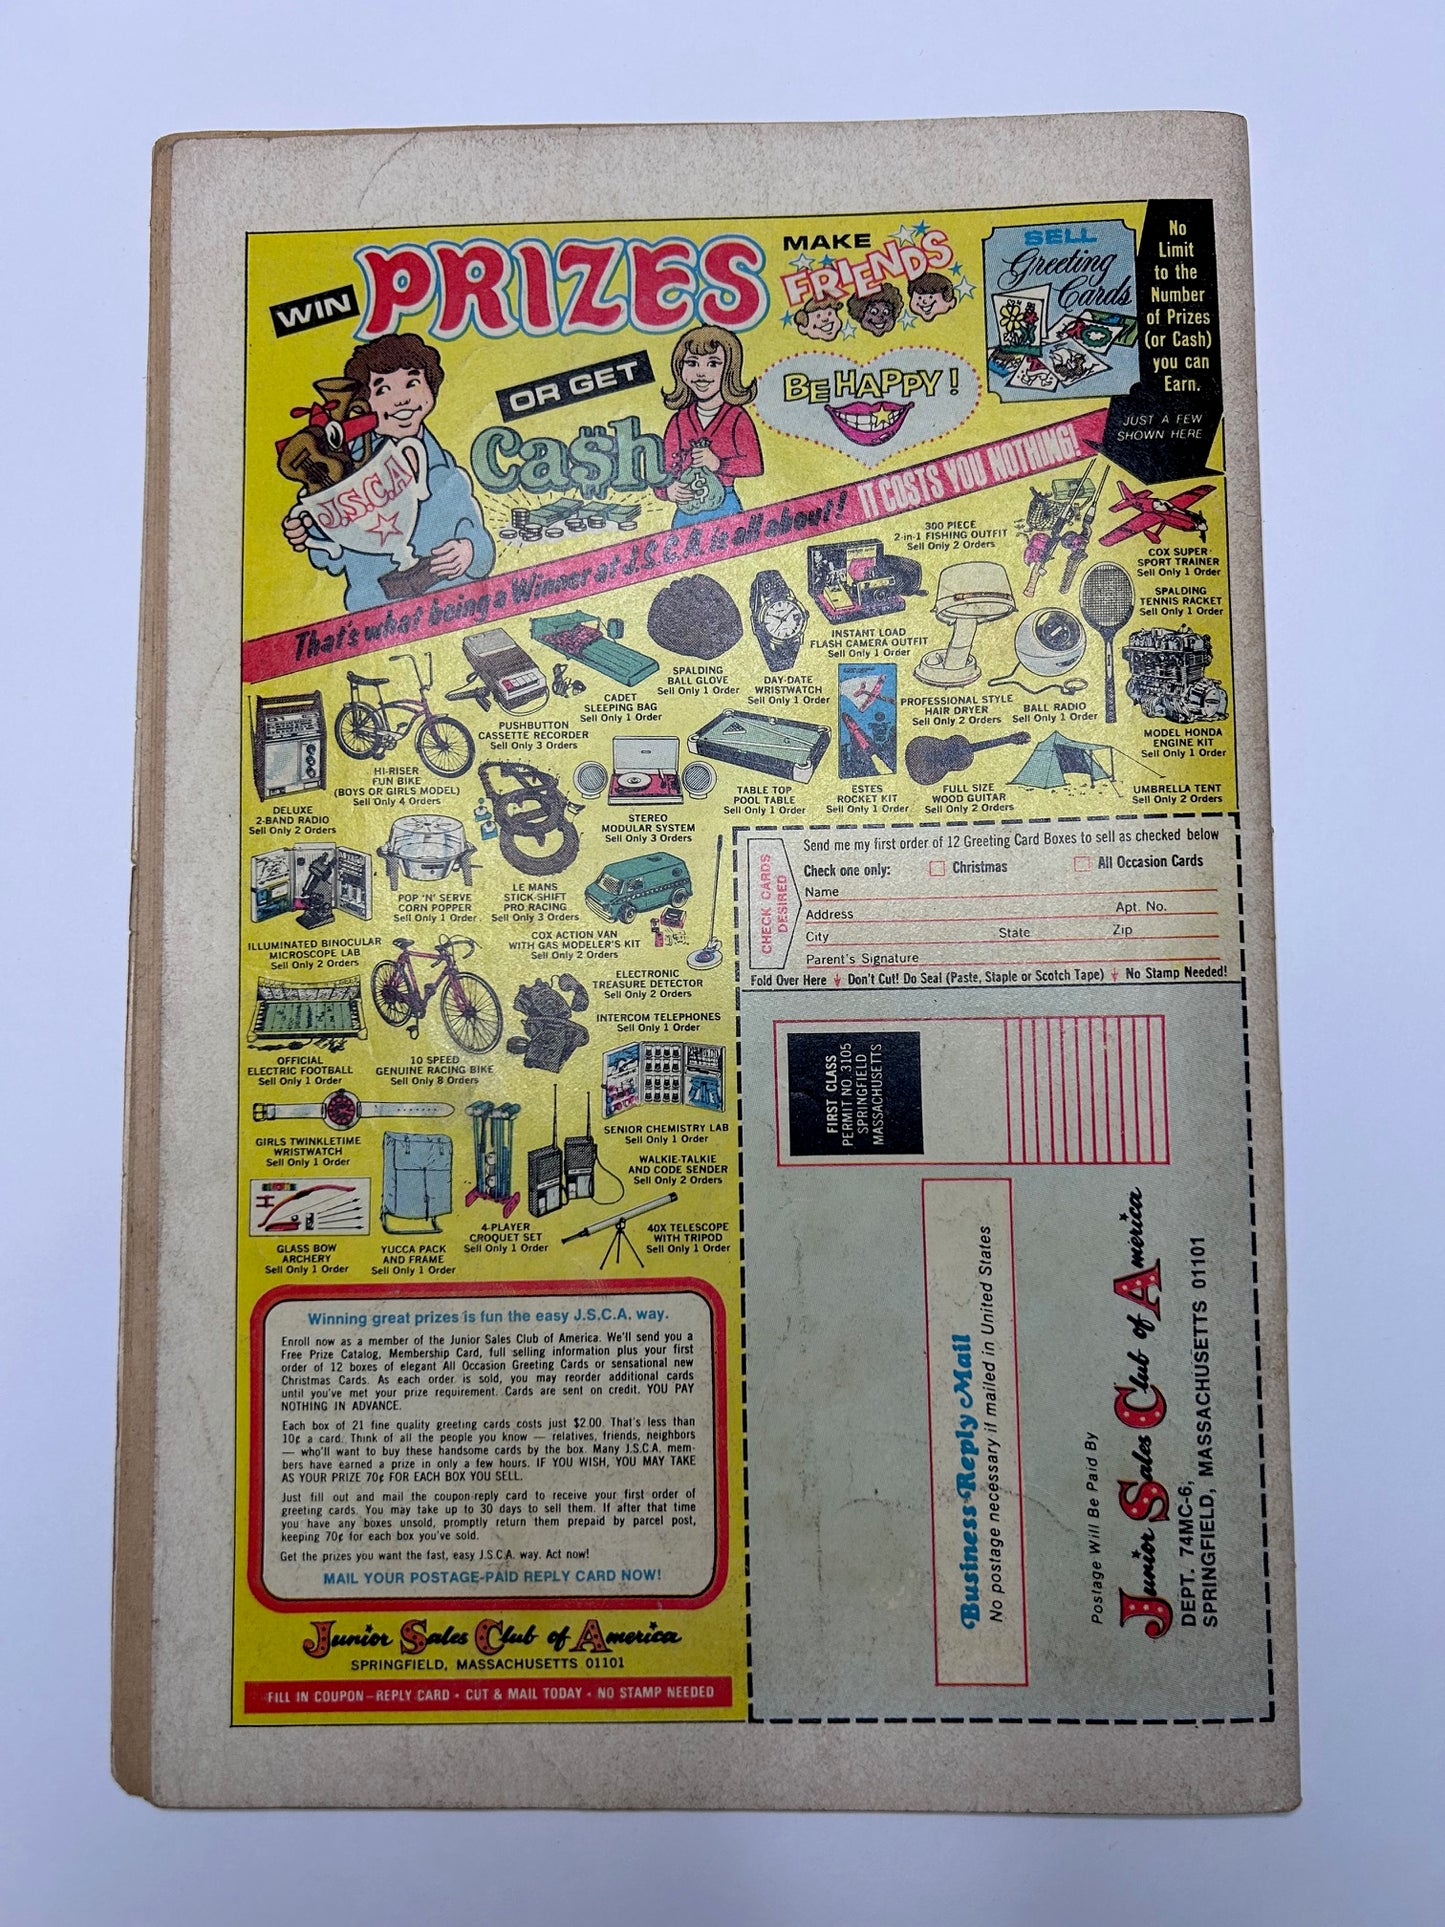 WIN PRIZES
OR GET
Ca$h
MAKE
FRIENDS
BE HAPPY!
SELL
Greeting
Cards
No
Limit
to the
Number
of Prizes
(or Cash)
you can
Earn.
JUST A FEW
SHOWN HERE
J.S.C.A
That's what being a Winner at J.S.C.A. is all about! IT COSTS YOU NOTHING!
300 PIECE
2-in-1 FISHING OUTFIT
Sell Only 2 Orders
COX SUPER
SPORT TRAINER
Sell Only 1 Order
SPALDING
TENNIS RACKET
Sell Only 1 Order
INSTANT LOAD
FLASH CAMERA OUTFIT
Sell Only 1 Order
SPALDING
BALL GLOVE
Sell Only 1 Order
DAY-DATE
WRISTWATCH
Sell Only 1 Order
CADET
SLEEPING BAG
Sell Only 1 Order
PROFESSIONAL STYLE
HAIR DRYER
Sell Only 2 Orders
BALL RADIO
Sell Only 1 Order
PUSHBUTTON
CASSETTE RECORDER
Sell Only 3 Orders
MODEL HONDA
ENGINE KIT
Sell Only 1 Order
HI-RISER
FUN BIKE
(BOYS OR GIRLS MODEL)
Sell Only 4 Orders
DELUXE
2-BAND RADIO
Sell Only 2 Orders
STEREO
MODULAR SYSTEM
Sell Only 3 Orders
TABLE TOP
POOL TABLE
Sell Only 1 Order
ESTES
ROCKET KIT
Sell Only 1 Order
FULL SIZE
WOOD GUITAR
Sell Only 2 Orders
UMBRELLA TENT
Sell Only 2 Orders
POP 'N' SERVE
CORN POPPER
Sell Only 1 Order
LE MANS
STICK-SHIFT
PRO RACING
Sell Only 3 Orders
COX ACTION VAN
WITH GAS MODELER'S KIT
Sell Only 2 Orders
ILLUMINATED BINOCULAR
MICROSCOPE LAB
Sell Only 2 Orders
ELECTRONIC
TREASURE DETECTOR
Sell Only 2 Orders
INTERCOM TELEPHONES
Sell Only 1 Order
OFFICIAL
ELECTRIC FOOTBALL
Sell Only 1 Order
10 SPEED
GENUINE RACING BIKE
Sell Only 8 Orders
GIRLS TWINKLETIME
WRISTWATCH
Sell Only 1 Order
SENIOR CHEMISTRY LAB
Sell Only 1 Order
WALKIE-TALKIE
AND CODE SENDER
Sell Only 2 Orders
GLASS BOW
ARCHERY
Sell Only 1 Order
YUCCA PACK
AND FRAME
Sell Only 1 Order
4-PLAYER
CROQUET SET
Sell Only 1 Order
40X TELESCOPE
WITH TRIPOD
Sell Only 1 Order
Winning great prizes is fun the easy J.S.C.A. way.
Enroll now as a member of the Junior Sales Club of America. We'll send you a
Free Prize Catalog, Membership Card, full selling information plus your first
order of 12 boxes of elegant All Occasion Greeting Cards or sensational new
Christmas Cards. As each order is sold, you may reorder additional cards
until you've met your prize requirement. Cards are sent on credit. YOU PAY
NOTHING IN ADVANCE.
Each box of 21 fine quality greeting cards costs just $2.00. That's less than
10¢ a card. Think of all the people you know — relatives, friends, neighbors
— who'll want to buy these handsome cards by the box. Many J.S.C.A. mem-
bers have earned a prize in only a few hours. IF YOU WISH, YOU MAY TAKE
AS YOUR PRIZE 70¢ FOR EACH BOX YOU SELL.
Just fill out and mail the coupon-reply card to receive your first order of
greeting cards. You may take up to 30 days to sell them. If after that time
you have any boxes unsold, promptly return them prepaid by parcel post,
keeping 70¢ for each box you've sold.
Get the prizes you want the fast, easy J.S.C.A. way. Act now!
MAIL YOUR POSTAGE-PAID REPLY CARD NOW!
Junior Sales Club of America
SPRINGFIELD, MASSACHUSETTS 01101
FILL IN COUPON-REPLY CARD • CUT & MAIL TODAY • NO STAMP NEEDED
CHECK CARDS
DESIRED
Send me my first order of 12 Greeting Card Boxes to sell as checked below
Check one only: Christmas All Occasion Cards
Name
Address Apt. No.
City State Zip
Parent's Signature
Fold Over Here Don't Cut! Do Seal (Paste, Staple or Scotch Tape) No Stamp Needed!
FIRST CLASS
PERMIT NO. 3105
SPRINGFIELD
MASSACHUSETTS
Business Reply Mail
No postage necessary if mailed in United States
Postage Will Be Paid By
Junior Sales Club of America
DEPT. 74MC-6,
SPRINGFIELD, MASSACHUSETTS 01101